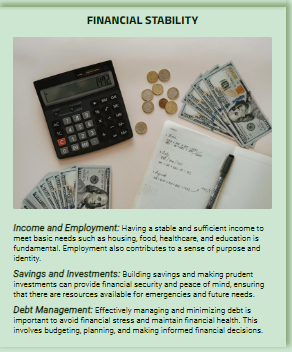 FINANCIAL STABILITY
Income and Employment: Having a stable and sufficient income to
meet basic needs such as housing, food, healthcare, and education is
fundamental. Employment also contributes to a sense of purpose and
identity.
Savings and Investments: Building savings and making prudent
investments can provide financial security and peace of mind, ensuring
that there are resources available for emergencies and future needs.
Debt Management: Effectively managing and minimizing debt is
important to avoid financial stress and maintain financial health. This
involves budgeting, planning, and making informed financial decisions.